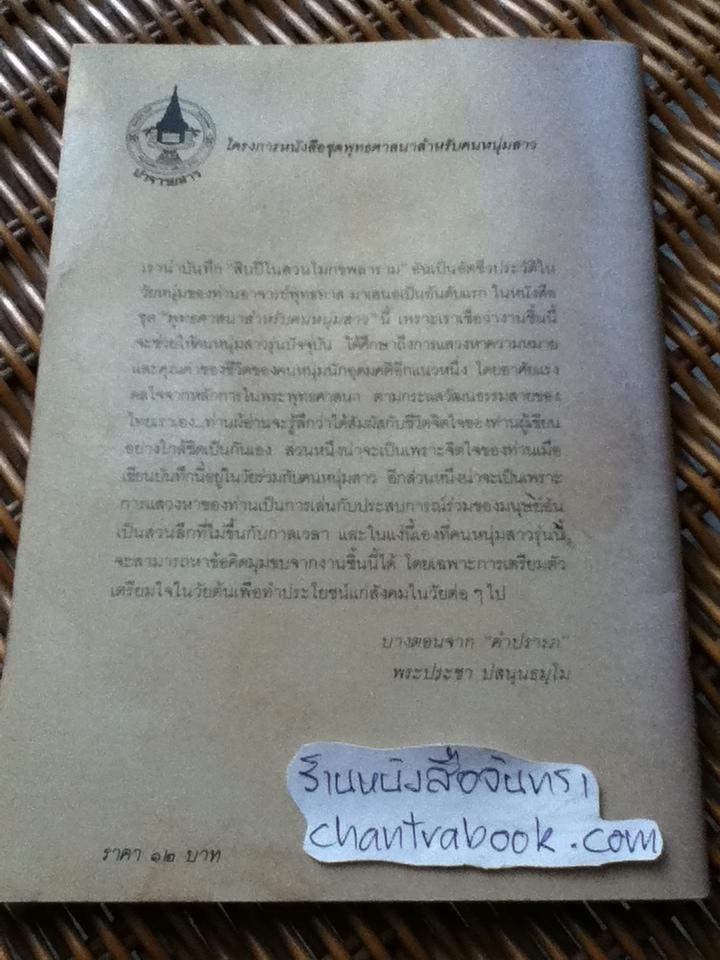 ปาจารยสาร
โครงการหนังสือชุดพุทธศาสนาสำหรับคนหนุ่มสาว
เรานำบันทึก "สิบปีในสวนโมกขพลาราม" อันเป็นอัตชีวประวัติใน
วัยหนุ่มของท่านอาจารย์พุทธทาส มาเสนอเป็นอันดับแรก ในหนังสือ
ชุด "พุทธศาสนาสำหรับคนหนุ่มสาว" นี้ เพราะเราเชื่อว่างานชิ้นนี้
จะช่วยให้คนหนุ่มสาวรุ่นปัจจุบัน ได้ศึกษาถึงการแสวงหาความหมาย
และคุณค่าของชีวิตของคนหนุ่มนักอุดมคติอีกแนวหนึ่ง โดยอาศัยแรง
ดลใจจากหลักการในพระพุทธศาสนา ตามกระแสวัฒนธรรมสายของ
ไทยเราเอง...ท่านผู้อ่านจะรู้สึกว่าได้สัมผัสกับชีวิตจิตใจของท่านผู้เขียน
อย่างใกล้ชิดเป็นกันเอง ส่วนหนึ่งน่าจะเป็นเพราะจิตใจของท่านเมื่อ
เขียนบันทึกนี้อยู่ในวัยร่วมกับคนหนุ่มสาว อีกส่วนหนึ่งน่าจะเป็นเพราะ
การแสวงหาของท่านเป็นการเล่นกับประสบการณ์ร่วมของมนุษย์อัน
เป็นส่วนลึกที่ไม่ขึ้นกับกาลเวลา และในแง่นี้เองที่คนหนุ่มสาวรุ่นนี้
จะสามารถหาข้อคิดมุมขบจากงานชิ้นนี้ได้ โดยเฉพาะการเตรียมตัว
เตรียมใจในวัยต้นเพื่อทำประโยชน์แก่สังคมในวัยต่อ ๆ ไป
บางตอนจาก "คำปรารภ"
พระประชา ปสนฺนธมฺโม
ร้านหนังสือจันทรา
chantrabook.com
ราคา ๑๒ บาท